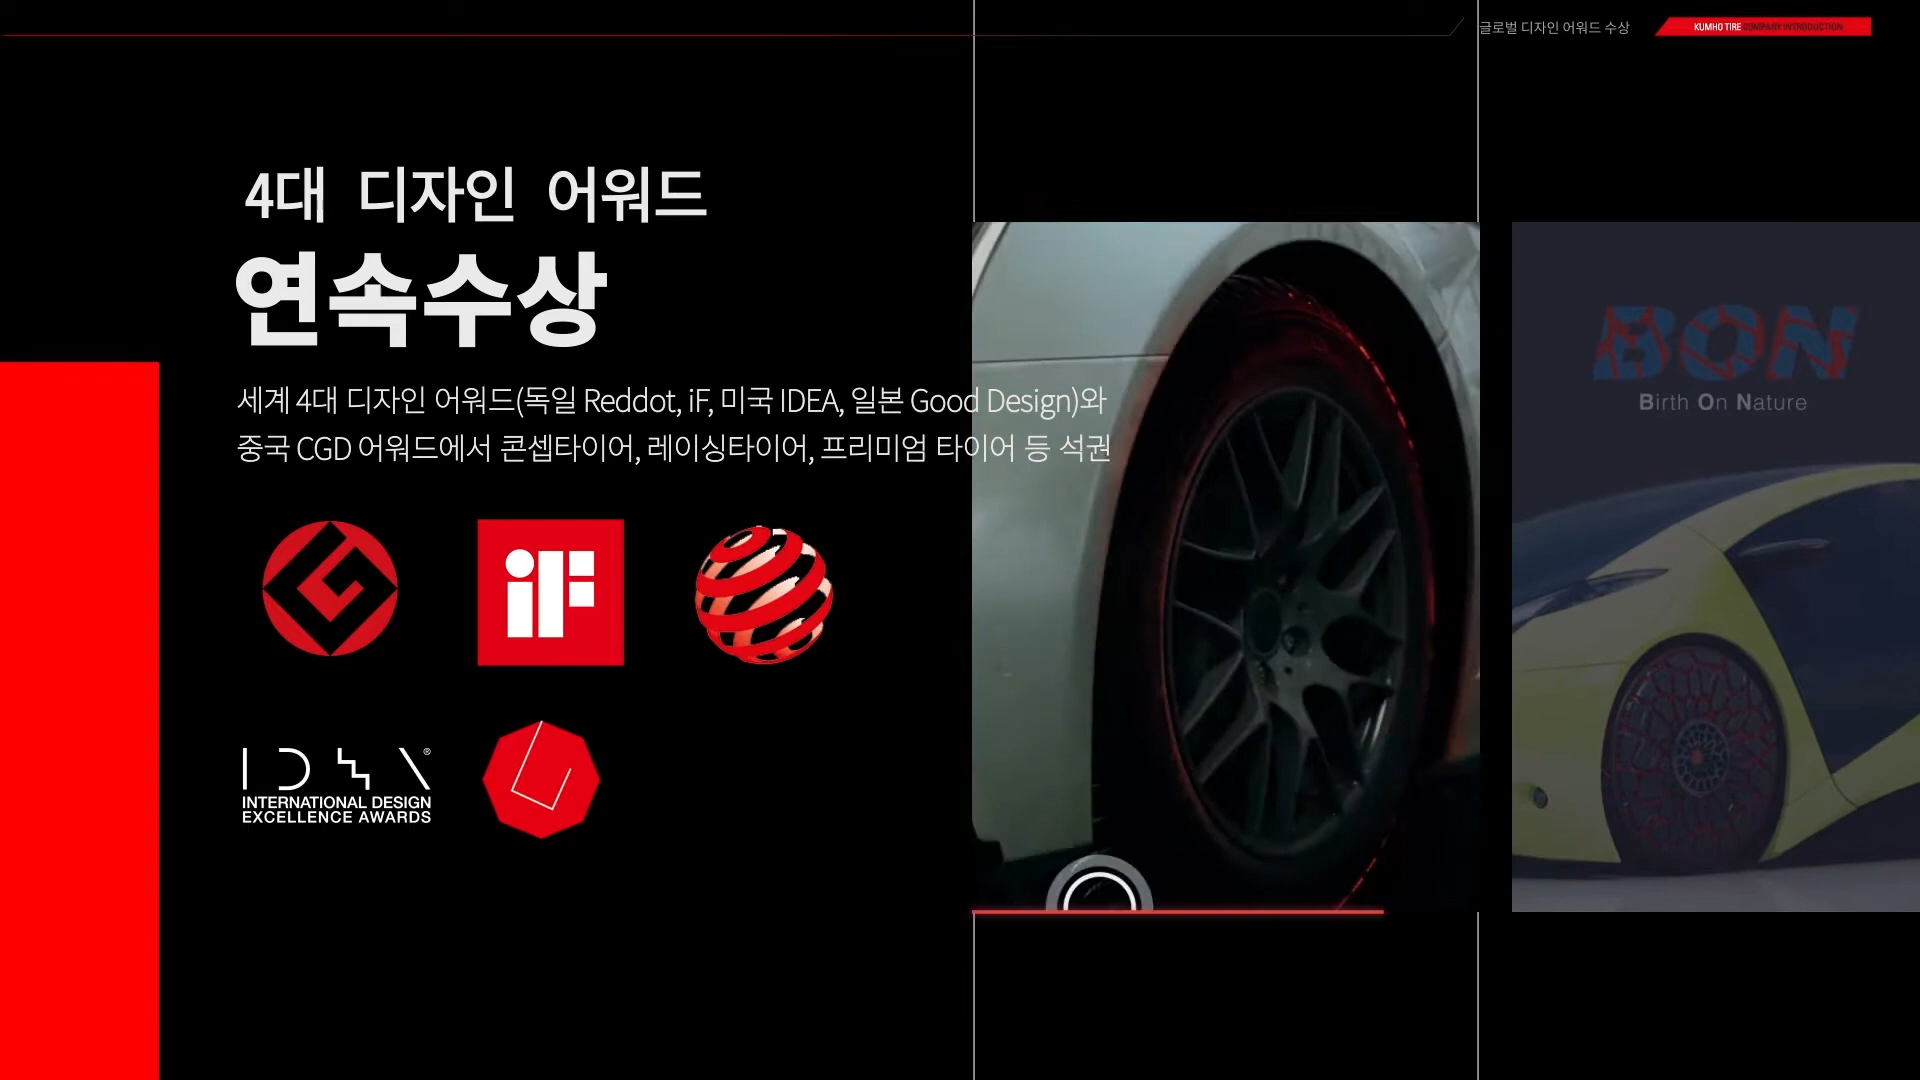 글로벌 디자인 어워드 수상
KUMHO TIRE COMPANY INTRODUCTION
4대 디자인 어워드
연속수상
세계 4대 디자인 어워드(독일 Reddot, iF, 미국 IDEA, 일본 Good Design)와
중국 CGD 어워드에서 콘셉타이어, 레이싱타이어, 프리미엄 타이어 등 석권
iF
IDEA®
INTERNATIONAL DESIGN
EXCELLENCE AWARDS
BON
Birth On Nature